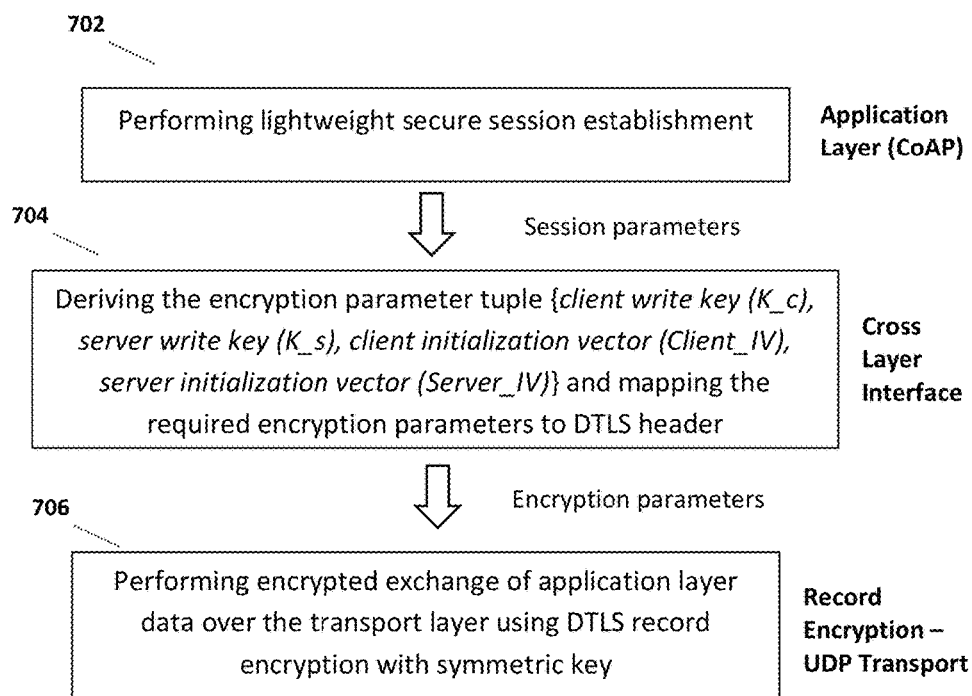 702
Performing lightweight secure session establishment
Application
Layer (CoAP)
704
Session parameters
Deriving the encryption parameter tuple {client write key (K_c),
server write key (K_s), client initialization vector (Client_IV),
server initialization vector (Server_IV)} and mapping the
required encryption parameters to DTLS header
Cross
Layer
Interface
Encryption parameters
706
Performing encrypted exchange of application layer
data over the transport layer using DTLS record
encryption with symmetric key
Record
Encryption –
UDP Transport